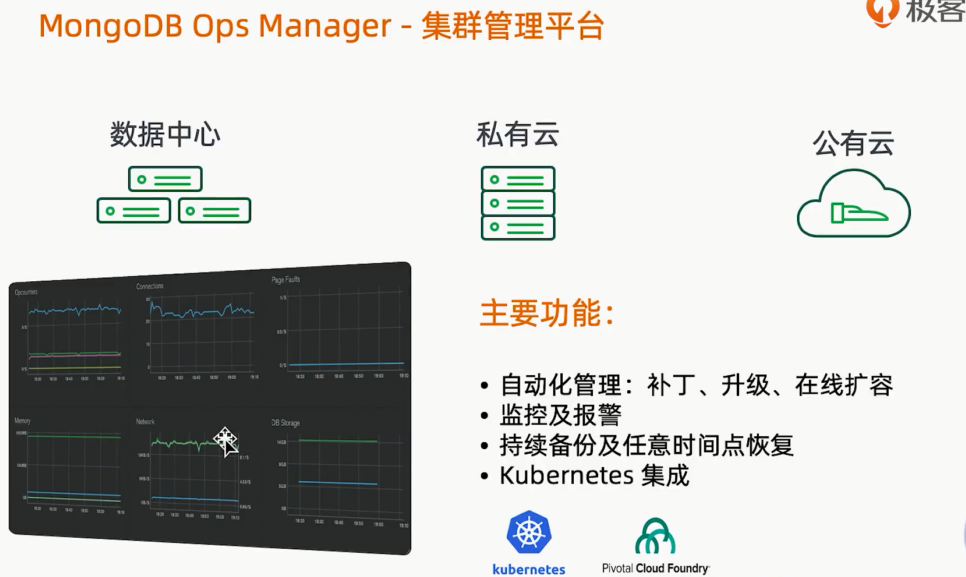 MongoDB Ops Manager - 集群管理平台
极客
数据中心
私有云
公有云
Opcounters
Connections
Page Faults
Memory
Network
DB Storage
主要功能：
• 自动化管理：补丁、升级、在线扩容
• 监控及报警
• 持续备份及任意时间点恢复
• Kubernetes 集成
kubernetes
Pivotal Cloud Foundry